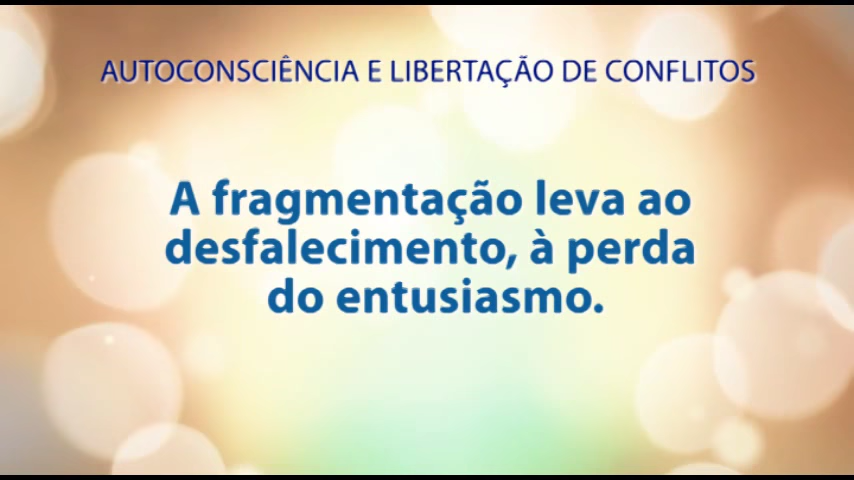 AUTOCONSCIÊNCIA E LIBERTAÇÃO DE CONFLITOS
A fragmentação leva ao
desfalecimento, à perda
do entusiasmo.